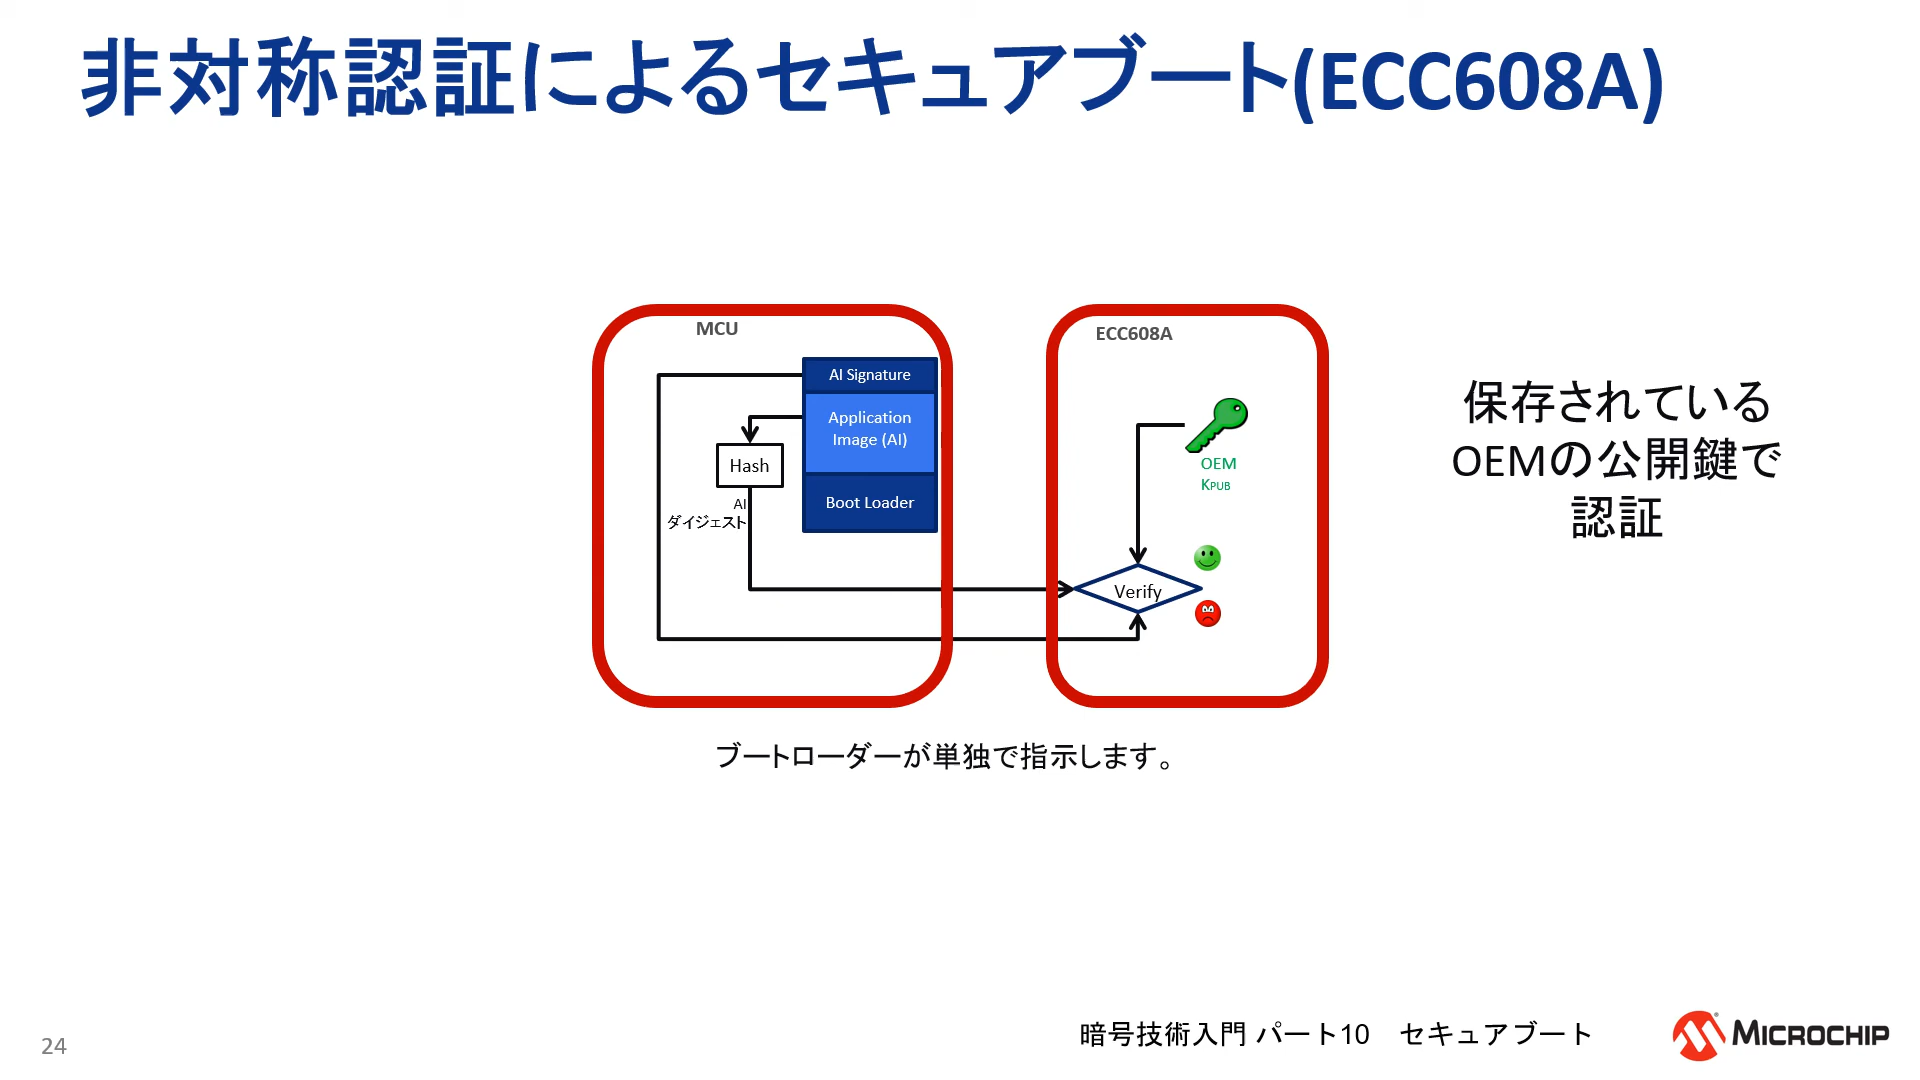 非対称認証によるセキュアブート(ECC608A)
MCU
AI Signature
Application
Image (AI)
Hash
AI
ダイジェスト
Boot Loader
ECC608A
OEM
KPUB
Verify
保存されている
OEMの公開鍵で
認証
ブートローダーが単独で指示します。
24
暗号技術入門 パート10　セキュアブート
MICROCHIP